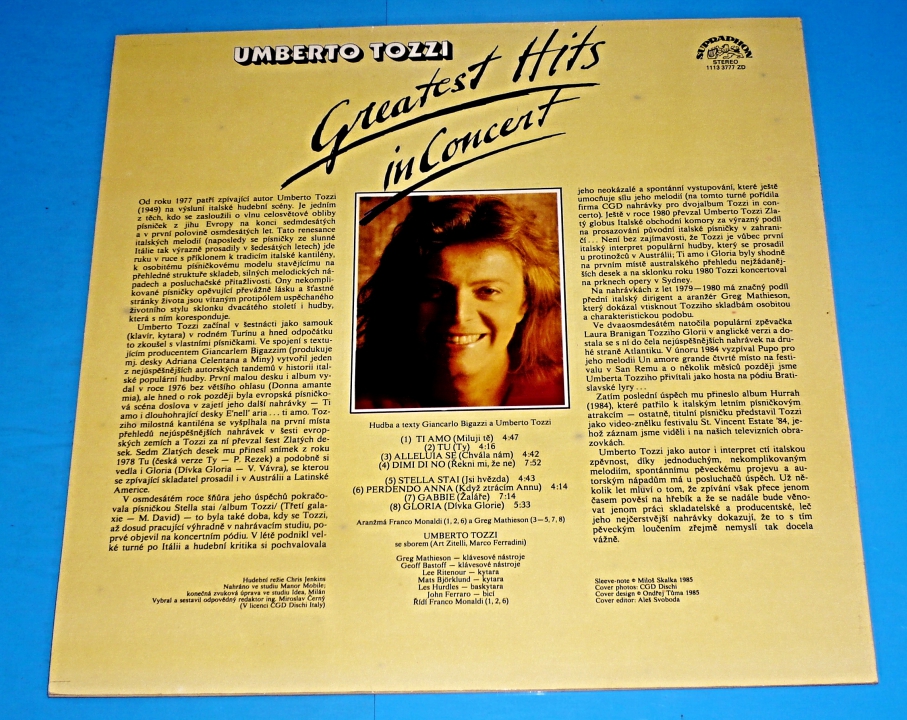 UMBERTO TOZZI
Greatest Hits
in Concert
SUPRAPHON
STEREO
1113 3777 ZD
Od roku 1977 patří zpívající autor Umberto Tozzi
(1949) na výsluní italské hudební scény. Je jedním
z těch, kdo se zasloužili o vlnu celosvětové obliby
písniček z jihu Evropy na konci sedmdesátých
a v první polovině osmdesátých let. Tato renesance
italských melodií (naposledy se písničky ze slunné
Itálie tak výrazně prosadily v šedesátých letech) jde
ruku v ruce s příklonem k tradicím italské kantilény,
k osobitému písničkovému modelu stavějícímu na
přehledné struktuře skladeb, silných melodických ná-
padech a posluchačské přitažlivosti. Ony nekompli-
kované písničky opěvující převážně lásku a šťastné
stránky života jsou vítaným protipólem uspěchaného
životního stylu sklonku dvacátého století i hudby,
která s ním koresponduje.
Umberto Tozzi začínal v šestnácti jako samouk
(klavír, kytara) v rodném Turínu a hned odpočátku
to zkoušel s vlastními písničkami. Ve spojení s textu-
jícím producentem Giancarlem Bigazzim (produkuje
mj. desky Adriana Celentana a Miny) vytvořil jeden
z nejúspěšnějších autorských tandemů v historii ital-
ské populární hudby. První malou desku i album vy-
dal v roce 1976 bez většího ohlasu (Donna amante
mia), ale hned o rok později byla evropská písničko-
vá scéna doslova v zajetí jeho další nahrávky — Ti
amo i dlouhohrající desky E'nell' aria... ti amo. Toz-
ziho milostná kantiléna se vyšplhala na první místa
přehledů nejúspěšnějších nahrávek v šesti evrop-
ských zemích a Tozzi za ni převzal šest Zlatých de-
sek. Sedm Zlatých desek mu přinesl snímek z roku
1978 Tu (česká verze Ty — P. Rezek) a podobně si
vedla i Gloria (Dívka Gloria — V. Vávra), se kterou
se zpívající skladatel prosadil i v Austrálii a Latinské
Americe.
V osmdesátém roce šňůra jeho úspěchů pokračo-
vala písničkou Stella stai /album Tozzi/ (Třetí gala-
xie — M. David) — to byla také doba, kdy se Tozzi,
až dosud pracující výhradně v nahrávacím studiu, po-
prvé objevil na koncertním pódiu. V létě podnikl vel-
ké turné po Itálii a hudební kritika si pochvalovala
Hudební režie Chris Jenkins
Nahráno ve studiu Manor Mobile;
konečná zvuková úprava ve studiu Idea, Milán
Vybral a sestavil odpovědný redaktor ing. Miroslav Černý
(V licenci CGD Dischi Italy)
Hudba a texty Giancarlo Bigazzi a Umberto Tozzi
(1) TI AMO (Miluji tě) 4:47
(2) TU (Ty) 4:16
(3) ALLELUIA SE (Chvála nám) 4:42
(4) DIMI DI NO (Řekni mi, že ne) 7:52
(5) STELLA STAI (Jsi hvězda) 4:43
(6) PERDENDO ANNA (Když ztrácím Annu) 4:14
(7) GABBIE (Žaláře) 7:14
(8) GLORIA (Dívka Glorie) 5:33
Aranžmá Franco Monaldi (1, 2, 6) a Greg Mathieson (3—5, 7, 8)
UMBERTO TOZZI
se sborem (Art Zitelli, Marco Ferradini)
Greg Mathieson — klávesové nástroje
Geoff Bastoff — klávesové nástroje
Lee Ritenour — kytara
Mats Björklund — kytara
Les Hurdles — baskytara
John Ferraro — bicí
Řídí Franco Monaldi (1, 2, 6)
jeho neokázalé a spontánní vystupování, které ještě
umocňuje sílu jeho melodií (na tomto turné pořídila
firma CGD nahrávky pro dvojalbum Tozzi in con-
certo). Ještě v roce 1980 převzal Umberto Tozzi Zla-
tý globus Italské obchodní komory za výrazný podíl
na prosazování původní italské písničky v zahrani-
čí... Není bez zajímavosti, že Tozzi je vůbec první
italský interpret populární hudby, který se prosadil
u protinožců v Austrálii; Ti amo i Gloria byly shodně
na prvním místě australského přehledu nejžádaněj-
ších desek a na sklonku roku 1980 Tozzi koncertoval
na prknech opery v Sydney.
Na nahrávkách z let 1979—1980 má značný podíl
přední italský dirigent a aranžér Greg Mathieson,
který dokázal vtisknout Tozziho skladbám osobitou
a charakteristickou podobu.
Ve dvaaosmdesátém natočila populární zpěvačka
Laura Branigan Tozziho Glorii v anglické verzi a do-
stala se s ní do čela nejúspěšnějších nahrávek na dru-
hé straně Atlantiku. V únoru 1984 vyzpíval Pupo pro
jeho melodii Un amore grande čtvrté místo na festi-
valu v San Remu a o několik měsíců později jsme
Umberta Tozziho přivítali jako hosta na pódiu Brati-
slavské lyry...
Zatím poslední úspěch mu přineslo album Hurrah
(1984), které patřilo k italským letním písničkovým
atrakcím — ostatně, titulní písničku představil Tozzi
jako video-znělku festivalu St. Vincent Estate '84, je-
hož záznam jsme viděli i na našich televizních obra-
zovkách.
Umberto Tozzi jako autor i interpret ctí italskou
zpěvnost, díky jednoduchým, nekomplikovaným
melodiím, spontánnímu pěveckému projevu a au-
torským nápadům má u posluchačů úspěch. Už ně-
kolik let mluví o tom, že zpívání však přece jenom
časem pověsí na hřebík a že se nadále bude věno-
vat jenom práci skladatelské a producentské, leč
jeho nejčerstvější nahrávky dokazují, že to s tím
pěveckým loučením zřejmě nemyslí tak docela
vážně.
Sleeve-note © Miloš Skalka 1985
Cover photos: CGD Dischi
Cover design © Ondřej Tůma 1985
Cover editor: Aleš Svoboda